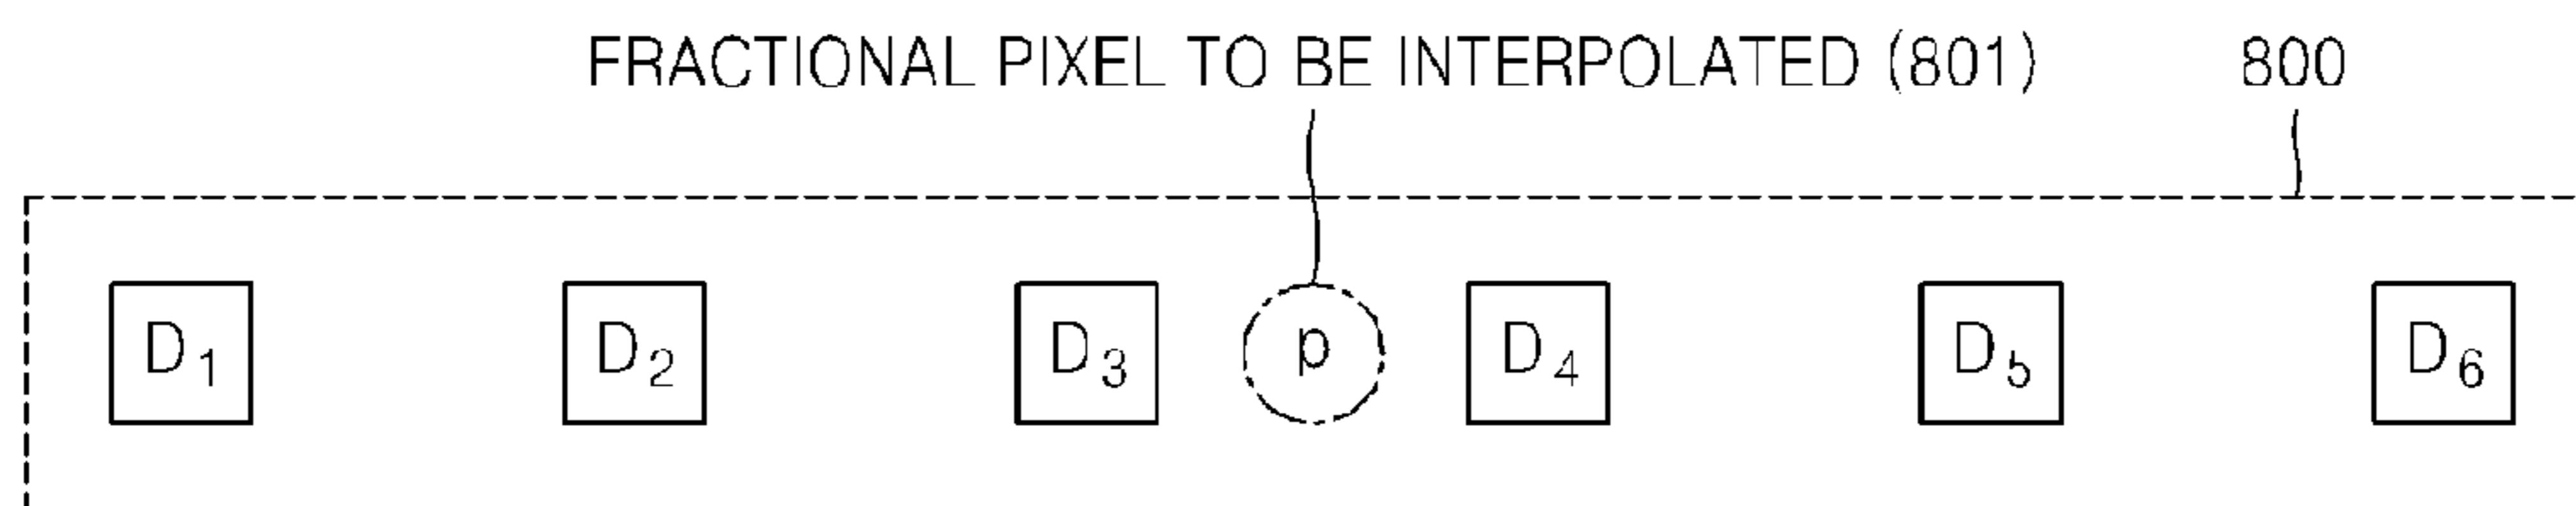 FRACTIONAL PIXEL TO BE INTERPOLATED (801) 800
D₁ D₂ D₃ p D₄ D₅ D₆